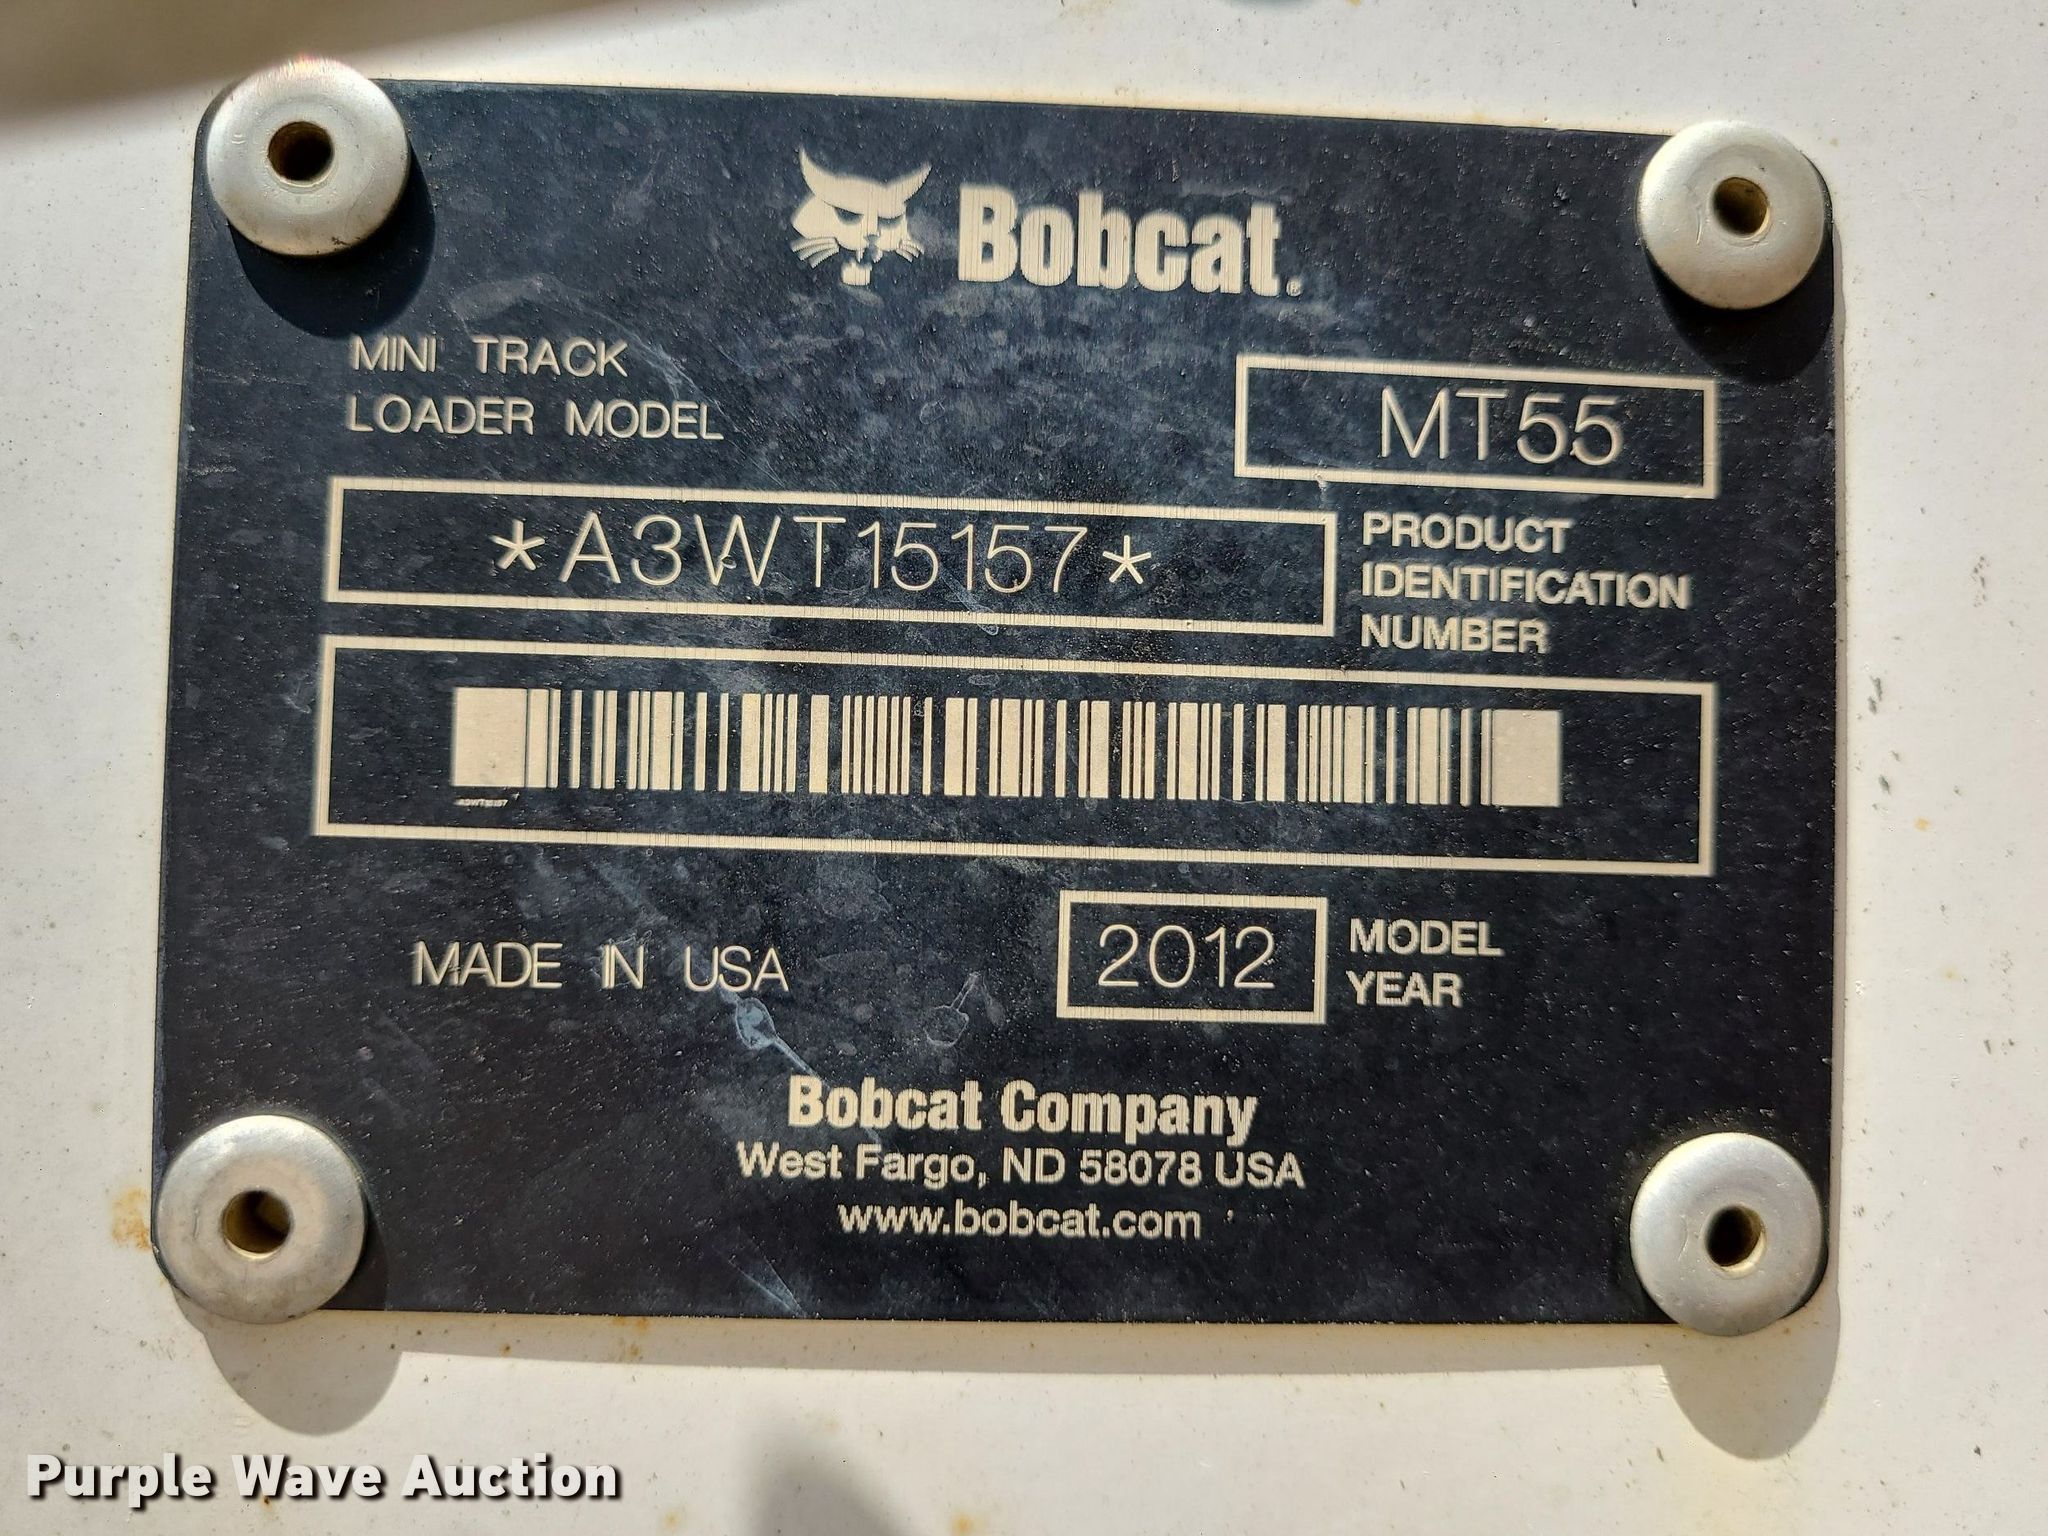 Bobcat®
MINI TRACK
LOADER MODEL
MT55
*A3WT15157*
PRODUCT
IDENTIFICATION
NUMBER
A3WT15157
MADE IN USA
2012
MODEL
YEAR
Bobcat Company
West Fargo, ND 58078 USA
www.bobcat.com
Purple Wave Auction